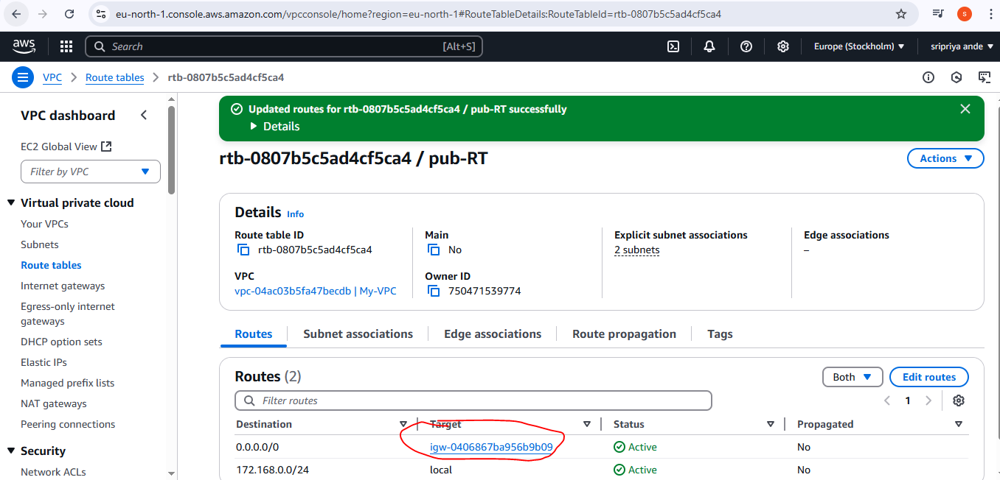 eu-north-1.console.aws.amazon.com/vpcconsole/home?region=eu-north-1#RouteTableDetails:RouteTableId=rtb-0807b5c5ad4cf5ca4
s
aws
Search
[Alt+S]
Europe (Stockholm)
sripriya ande
VPC
Route tables
rtb-0807b5c5ad4cf5ca4
VPC dashboard
EC2 Global View
Filter by VPC
Virtual private cloud
Your VPCs
Subnets
Route tables
Internet gateways
Egress-only internet
gateways
DHCP option sets
Elastic IPs
Managed prefix lists
NAT gateways
Peering connections
Security
Network ACLs
Updated routes for rtb-0807b5c5ad4cf5ca4 / pub-RT successfully
Details
rtb-0807b5c5ad4cf5ca4 / pub-RT
Actions
Details Info
Route table ID
rtb-0807b5c5ad4cf5ca4
Main
No
Explicit subnet associations
2 subnets
Edge associations
–
VPC
vpc-04ac03b5fa47becdb | My-VPC
Owner ID
750471539774
Routes Subnet associations Edge associations Route propagation Tags
Routes (2)
Both
Edit routes
Filter routes
1
Destination Target Status Propagated
0.0.0.0/0 igw-0406867ba956b9b09 Active No
172.168.0.0/24 local Active No